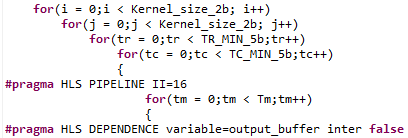 for(i = 0;i < Kernel_size_2b; i++)
for(j = 0;j < Kernel_size_2b; j++)
for(tr = 0;tr < TR_MIN_5b;tr++)
for(tc = 0;tc < TC_MIN_5b;tc++)
{
#pragma HLS PIPELINE II=16
for(tm = 0;tm < Tm;tm++)
{
#pragma HLS DEPENDENCE variable=output_buffer inter false